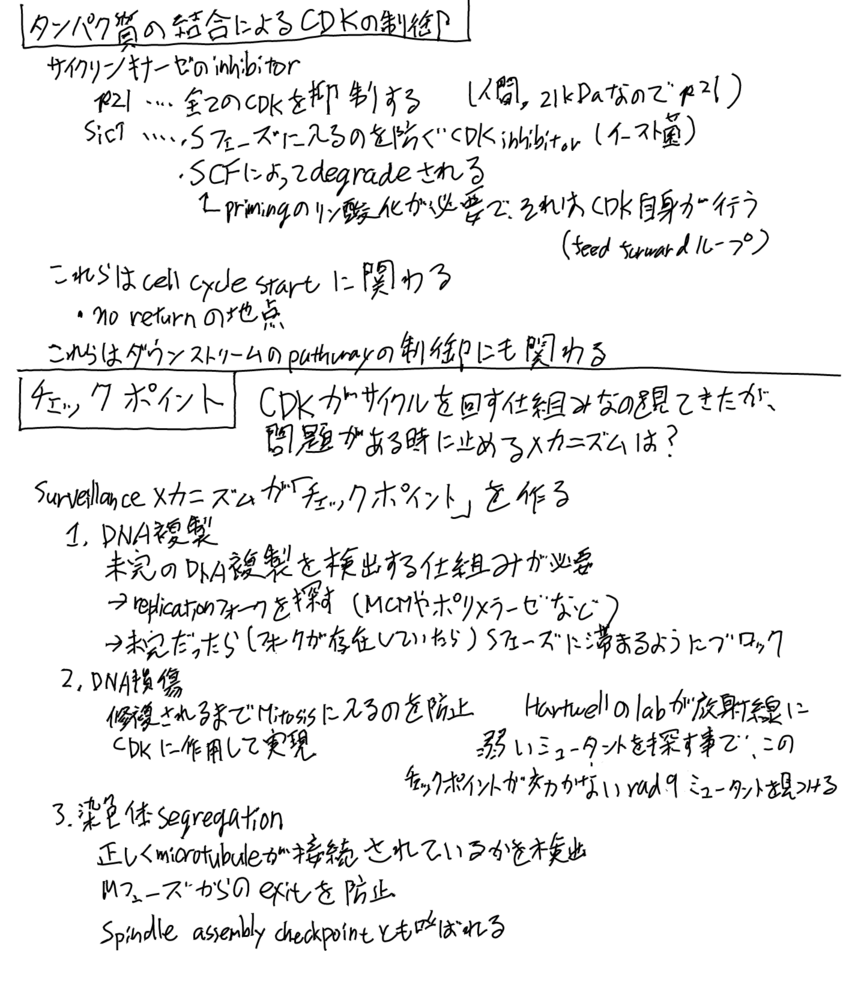 タンパク質の結合によるCDKの制御
サイクリンキナーゼのinhibitor
p21 ‥‥ 全てのCDKを抑制する (人間, 21kDaなのでp21)
Sic1 ‥‥ ・Sフェーズに入るのを防ぐCDK inhibitor (イースト菌)
・SCFによってdegradeされる
↳primingのリン酸化が必要で、それはCDK自身が行う
(feed forwardループ)
これらはcell cycle startに関わる
・no returnの地点
これらはダウンストリームのpathwayの制御にも関わる
チェックポイント
CDKがサイクルを回す仕組みなのを見てきたが、
問題がある時に止めるメカニズムは?
Surveillanceメカニズムが「チェックポイント」を作る
1. DNA複製
未完のDNA複製を検出する仕組みが必要
→replicationフォークを探す (MCMやポリメラーゼなど)
→未完だったら(フォークが存在していたら) Sフェーズに滞まるようにブロック
2. DNA損傷
修復されるまでMitosisに入るのを防止
CDKに作用して実現
Hartwellのlabが放射線に
弱いミュータントを探す事で、この
チェックポイントが効かないrad9ミュータントを見つける
3. 染色体segregation
正しくmicrotubuleが接続されているかを検出
Mフェーズからのexitを防止
Spindle assembly checkpointとも呼ばれる